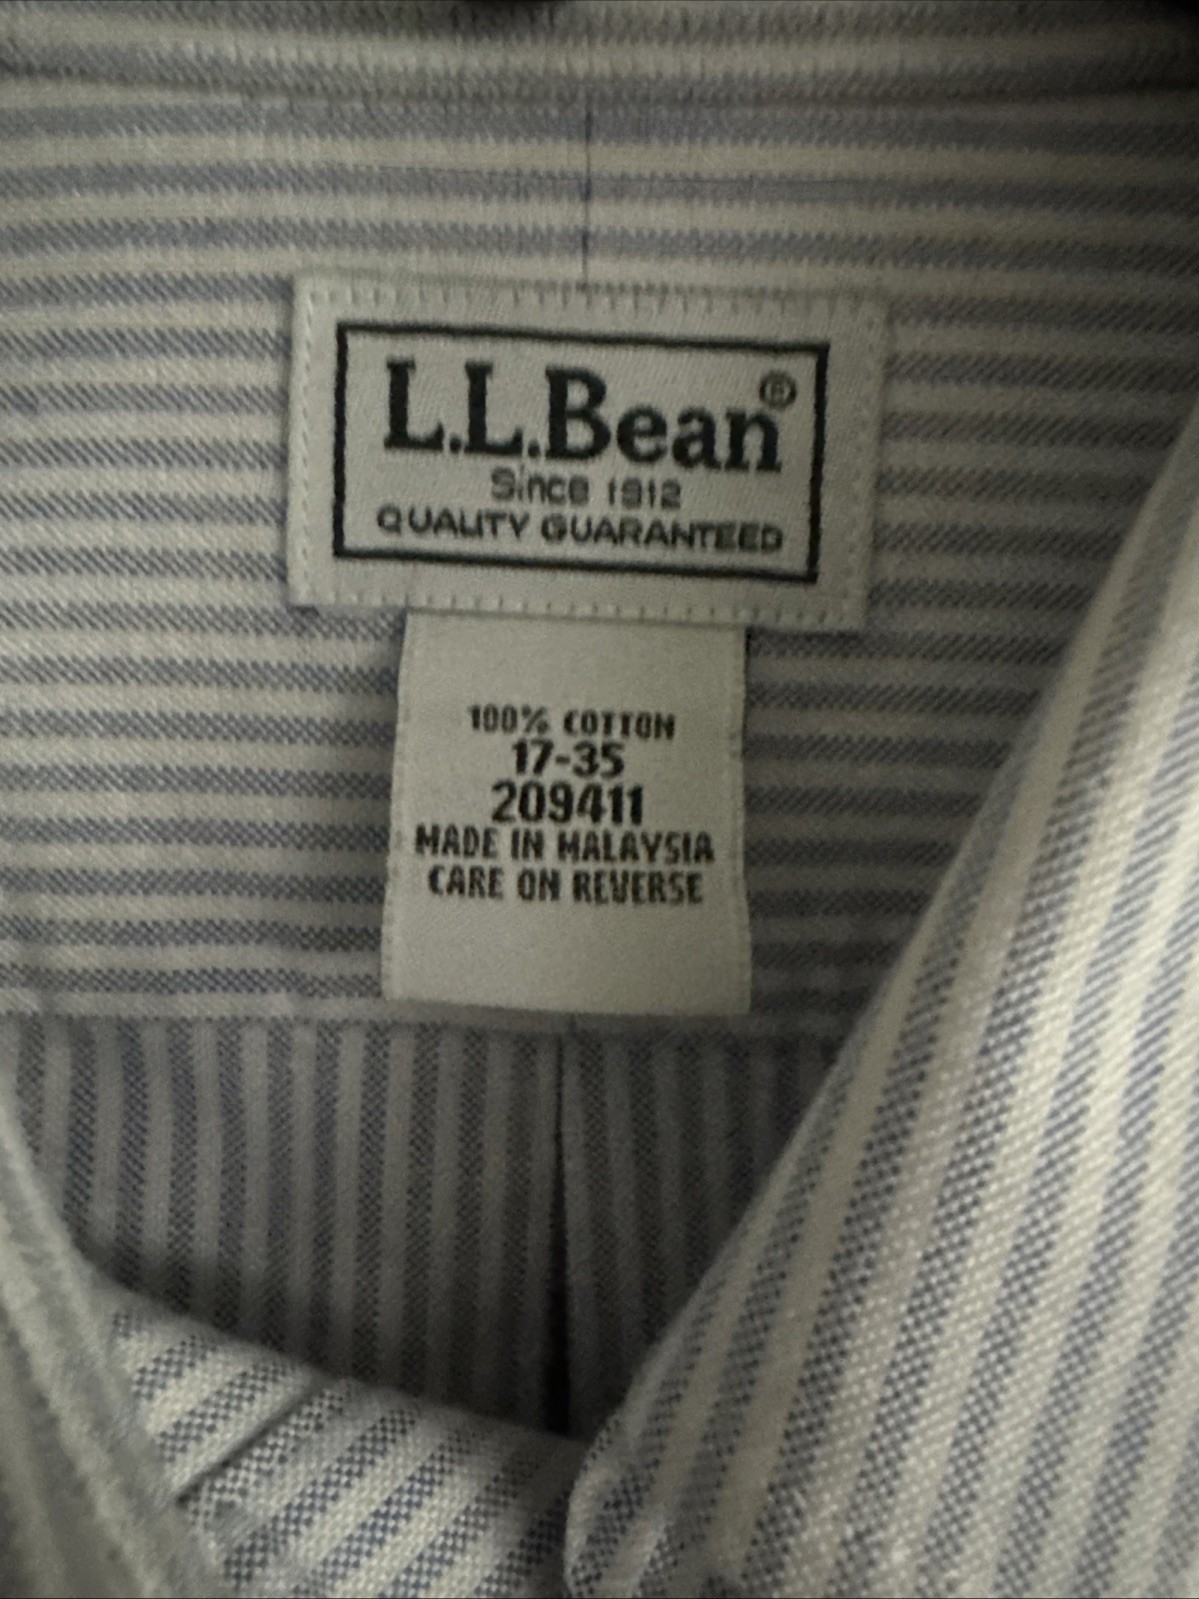 L.L.Bean®
Since 1912
QUALITY GUARANTEED
100% COTTON
17-35
209411
MADE IN MALAYSIA
CARE ON REVERSE